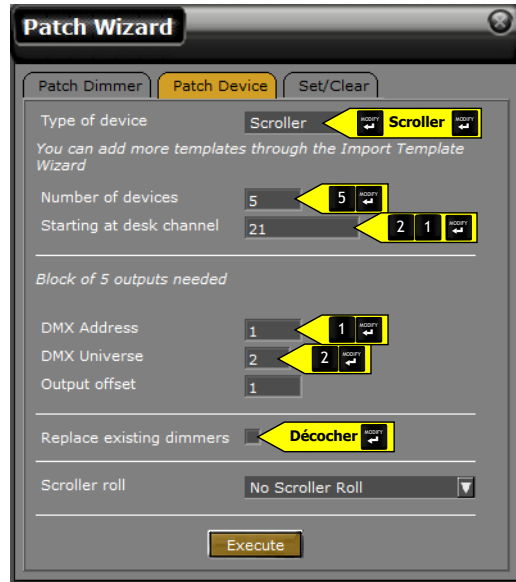 Patch Wizard
Patch Dimmer Patch Device Set/Clear
Type of device Scroller MODIFY Scroller MODIFY
You can add more templates through the Import Template
Wizard
Number of devices 5 5 MODIFY
Starting at desk channel 21 2 1 MODIFY
Block of 5 outputs needed
DMX Address 1 1 MODIFY
DMX Universe 2 2 MODIFY
Output offset 1
Replace existing dimmers Décocher MODIFY
Scroller roll No Scroller Roll
Execute